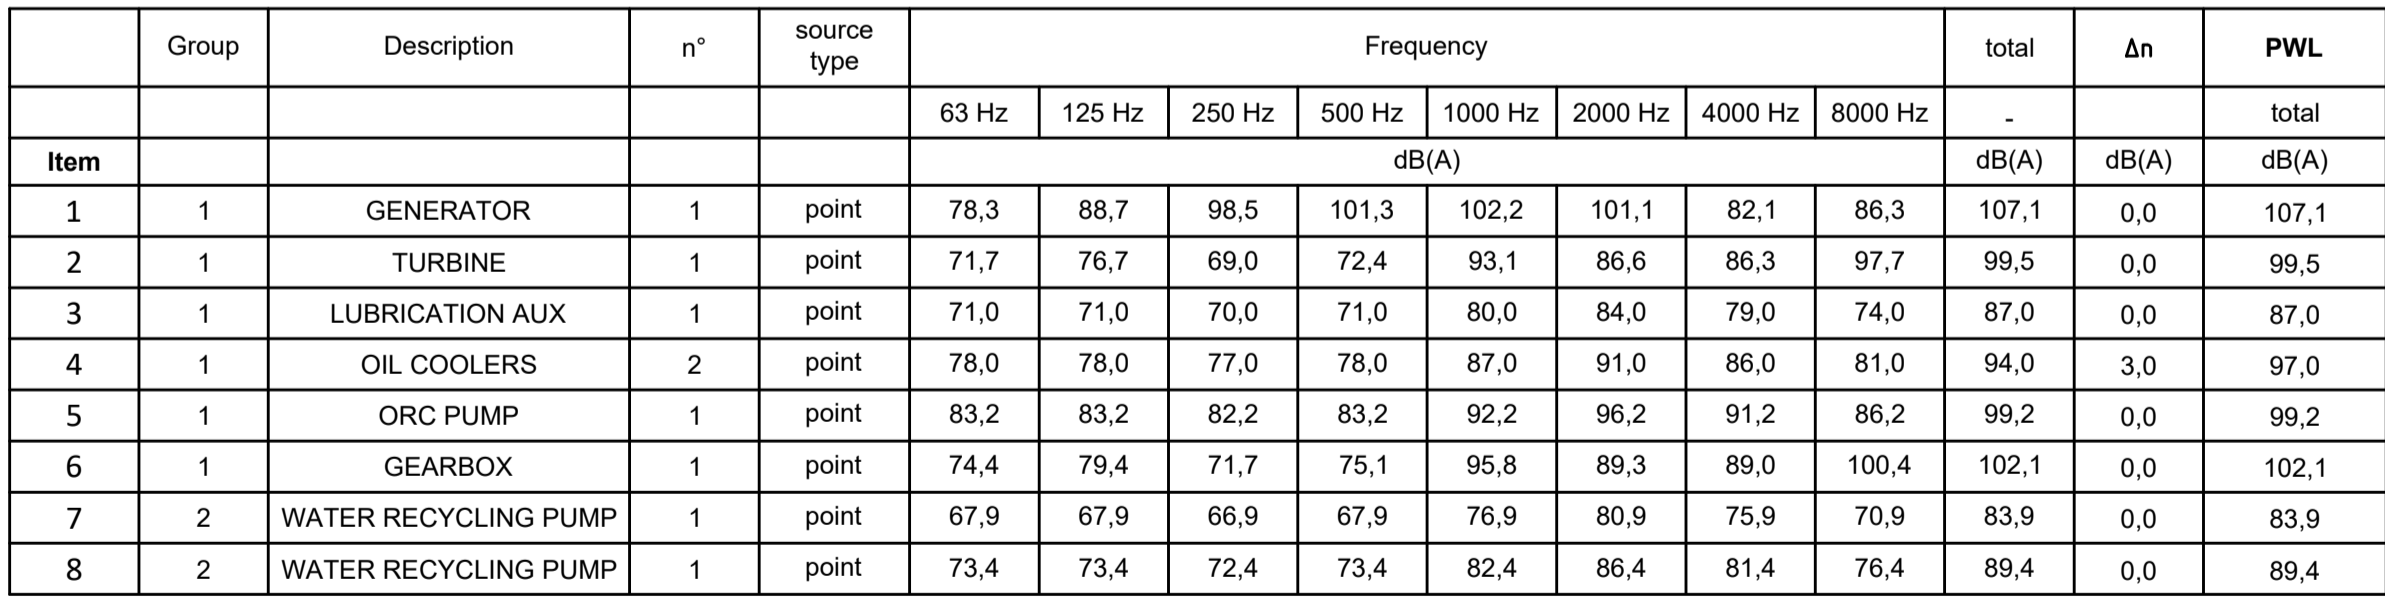 Group Description n° source type Frequency total Δn PWL
63 Hz 125 Hz 250 Hz 500 Hz 1000 Hz 2000 Hz 4000 Hz 8000 Hz - total
Item dB(A) dB(A) dB(A) dB(A)
1 1 GENERATOR 1 point 78,3 88,7 98,5 101,3 102,2 101,1 82,1 86,3 107,1 0,0 107,1
2 1 TURBINE 1 point 71,7 76,7 69,0 72,4 93,1 86,6 86,3 97,7 99,5 0,0 99,5
3 1 LUBRICATION AUX 1 point 71,0 71,0 70,0 71,0 80,0 84,0 79,0 74,0 87,0 0,0 87,0
4 1 OIL COOLERS 2 point 78,0 78,0 77,0 78,0 87,0 91,0 86,0 81,0 94,0 3,0 97,0
5 1 ORC PUMP 1 point 83,2 83,2 82,2 83,2 92,2 96,2 91,2 86,2 99,2 0,0 99,2
6 1 GEARBOX 1 point 74,4 79,4 71,7 75,1 95,8 89,3 89,0 100,4 102,1 0,0 102,1
7 2 WATER RECYCLING PUMP 1 point 67,9 67,9 66,9 67,9 76,9 80,9 75,9 70,9 83,9 0,0 83,9
8 2 WATER RECYCLING PUMP 1 point 73,4 73,4 72,4 73,4 82,4 86,4 81,4 76,4 89,4 0,0 89,4